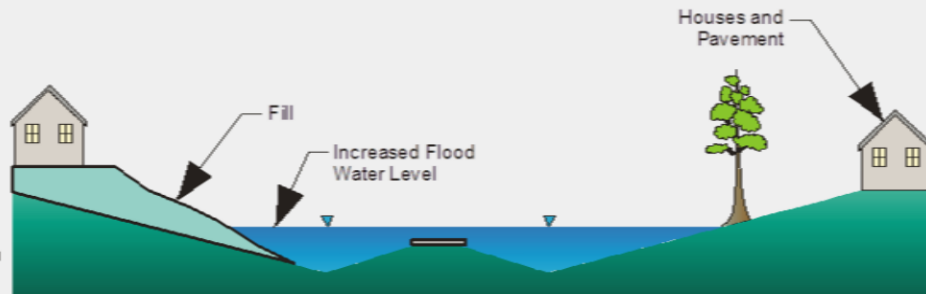 Houses and
Pavement
Fill
Increased Flood
Water Level